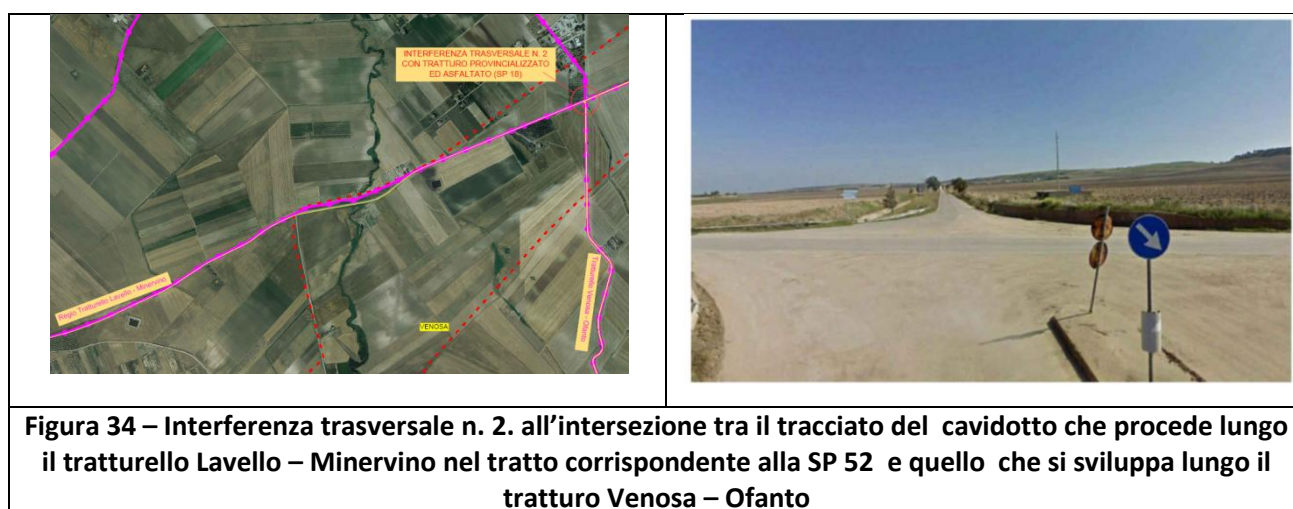 INTERFERENZA TRASVERSALE N. 2
CON TRATTURO PROVINCIALIZZATO
ED ASFALTATO (SP 18)
Regio Tratturello Lavello - Minervino
VENOSA
Tratturello Venosa - Ofanto
Figura 34 – Interferenza trasversale n. 2. all'intersezione tra il tracciato del cavidotto che procede lungo
il tratturello Lavello – Minervino nel tratto corrispondente alla SP 52 e quello che si sviluppa lungo il
tratturo Venosa – Ofanto